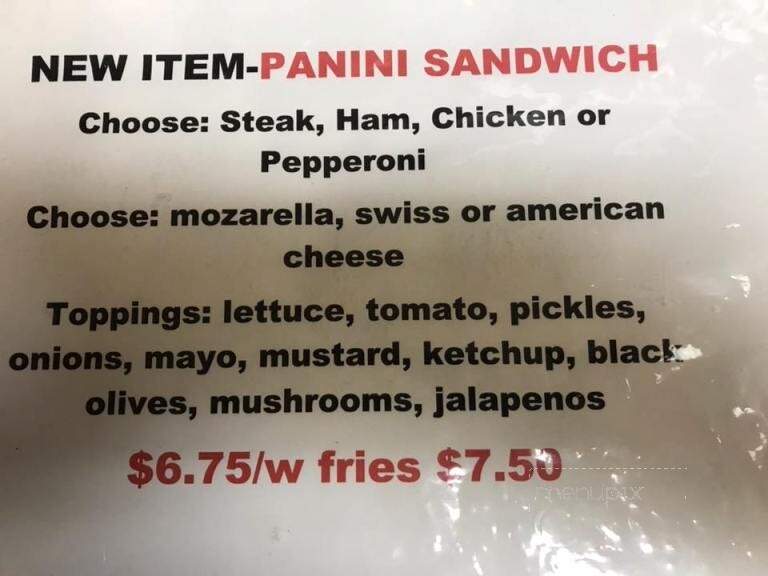 NEW ITEM-PANINI SANDWICH
Choose: Steak, Ham, Chicken or
Pepperoni
Choose: mozarella, swiss or american
cheese
Toppings: lettuce, tomato, pickles,
onions, mayo, mustard, ketchup, black
olives, mushrooms, jalapenos
$6.75/w fries $7.50
menupix